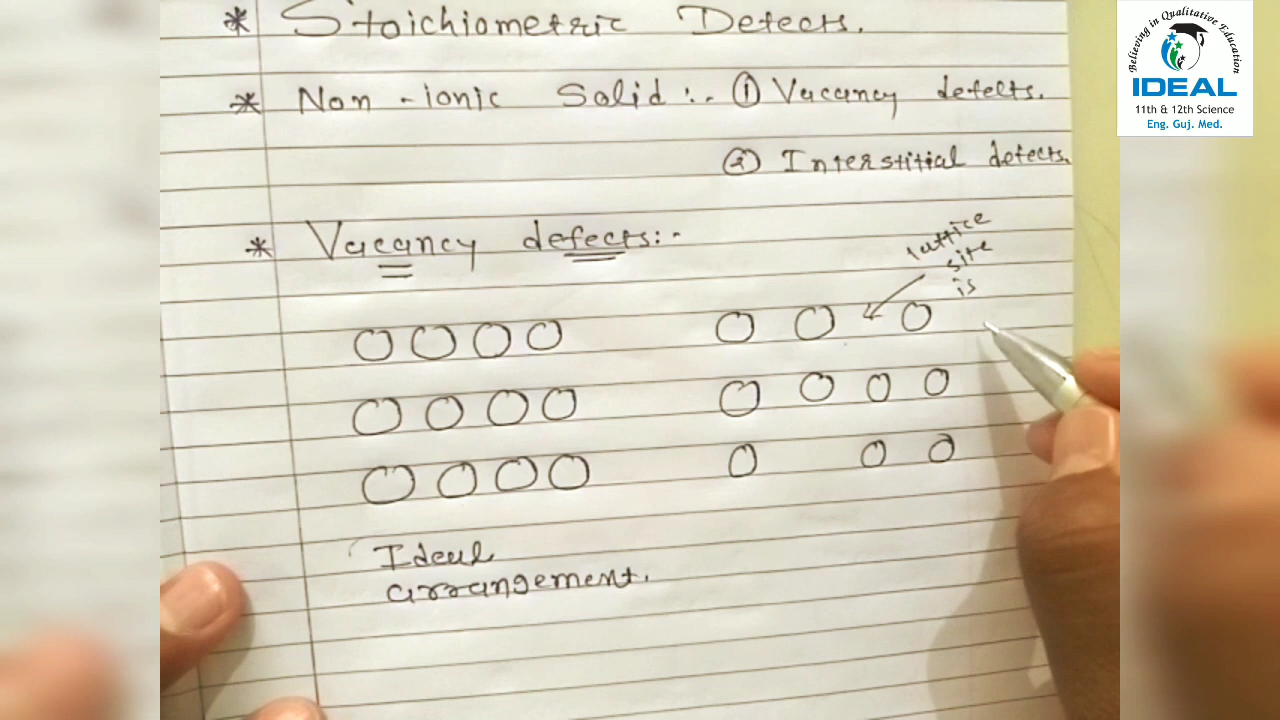 * Stoichiometric Defects.
* Non-ionic Solid :- ① Vacancy defects.
② Interstitial defects.
* Vacancy defects:-
lattice
site
is
Ideal
arrangement.
Believing in Qualitative Education
IDEAL
11th & 12th Science
Eng. Guj. Med.